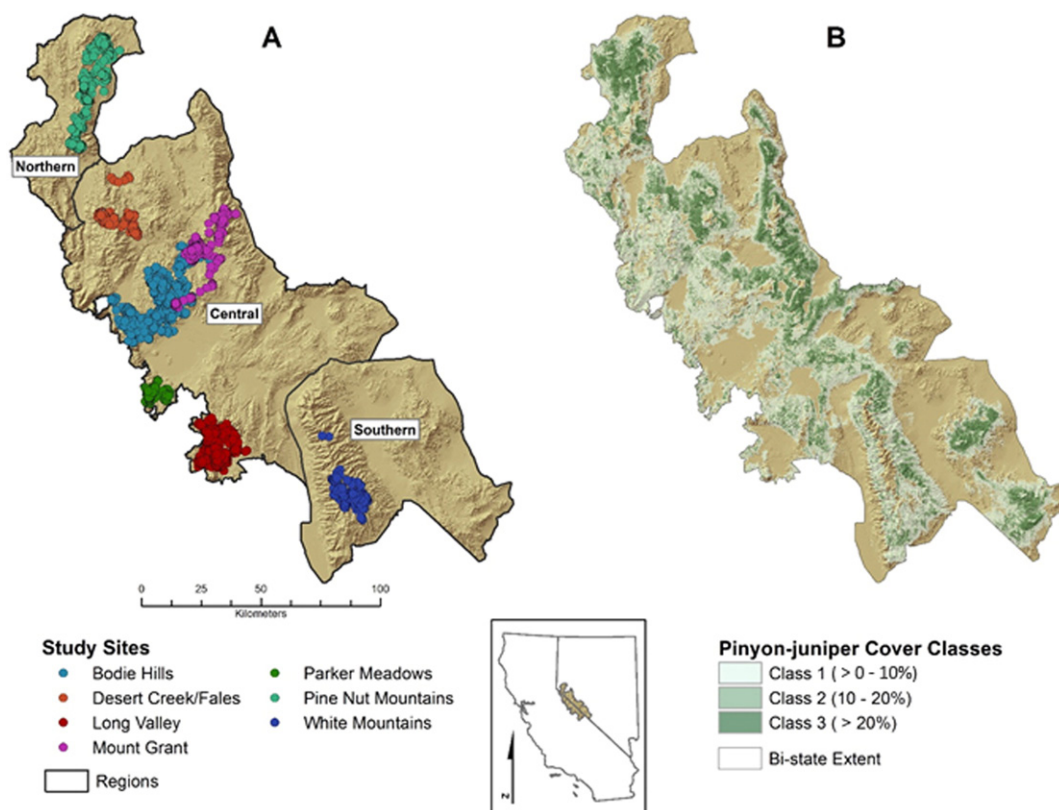 A
B
Northern
Central
Southern
0 25 50 100
Kilometers
Study Sites
Bodie Hills
Desert Creek/Fales
Long Valley
Mount Grant
Parker Meadows
Pine Nut Mountains
White Mountains
Regions
N
Pinyon-juniper Cover Classes
Class 1 ( > 0 - 10%)
Class 2 (10 - 20%)
Class 3 ( > 20%)
Bi-state Extent